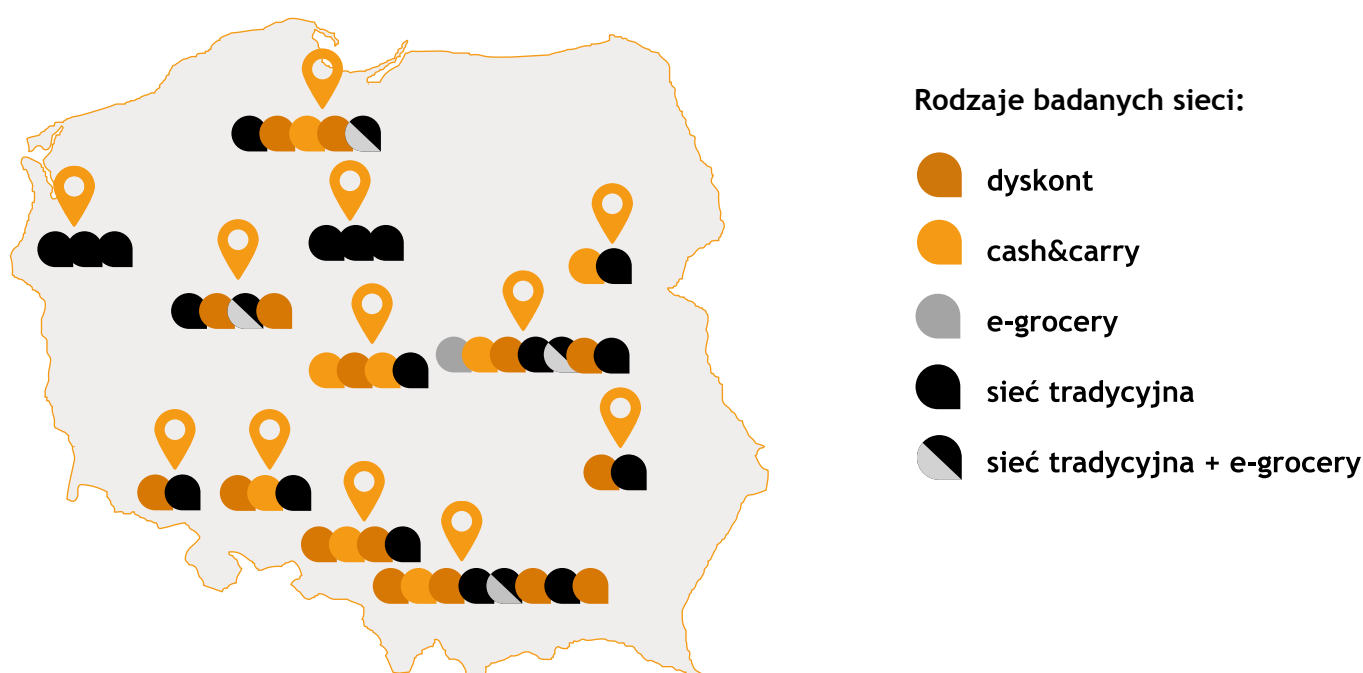 Rodzaje badanych sieci:
dyskont
cash&carry
e-grocery
sieć tradycyjna
sieć tradycyjna + e-grocery